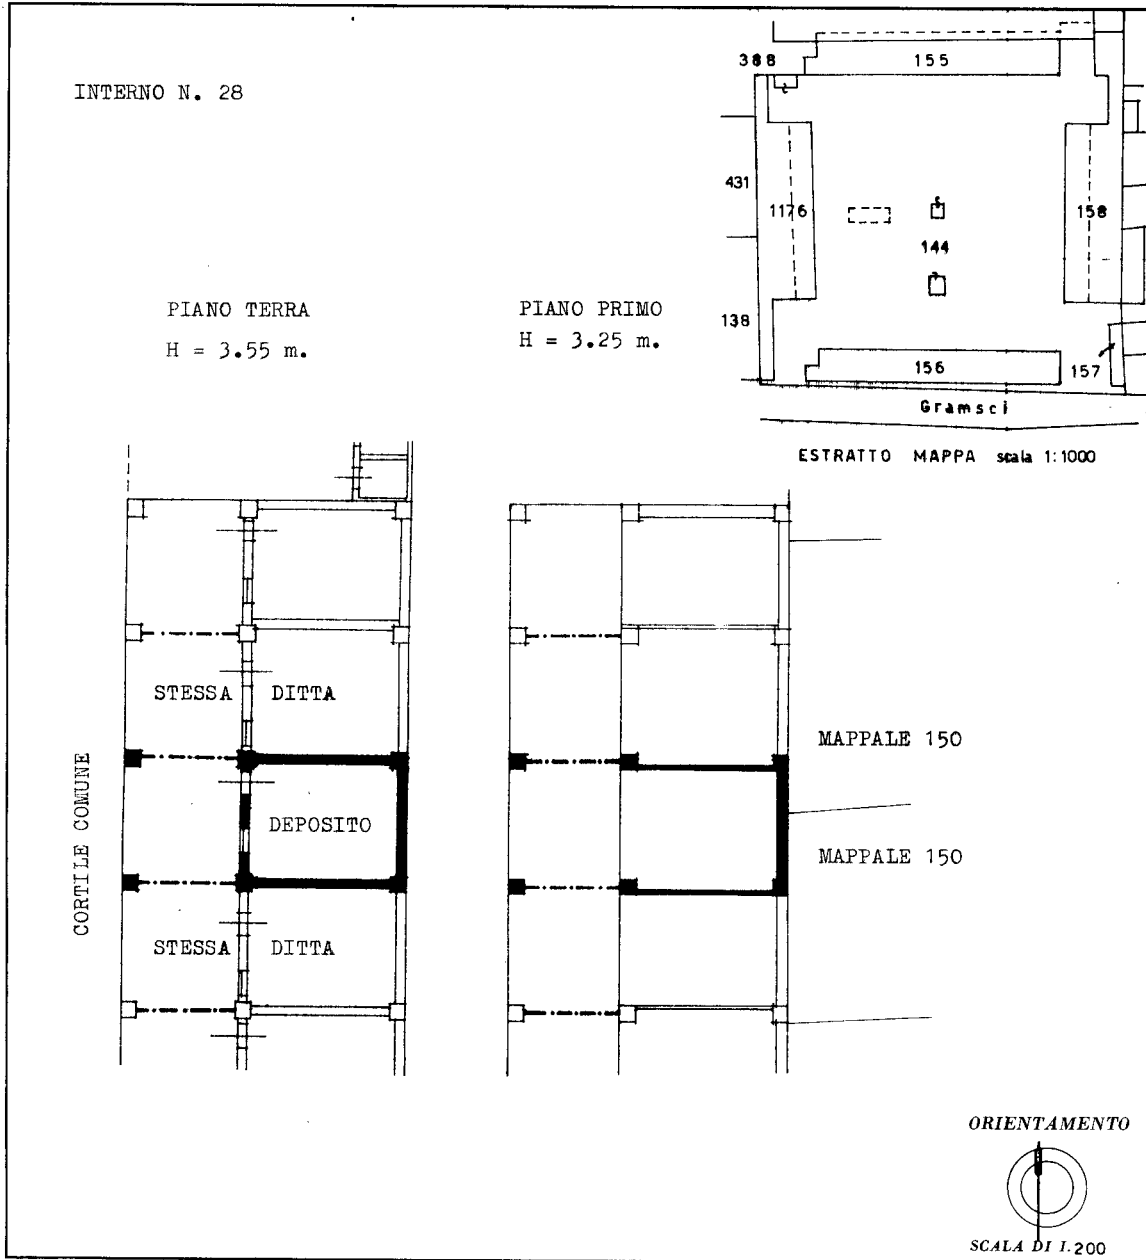 INTERNO N. 28
388
155
431
1176
158
144
138
156
157
Gramsci
ESTRATTO MAPPA scala 1:1000
PIANO TERRA
H = 3.55 m.
PIANO PRIMO
H = 3.25 m.
STESSA DITTA
CORTILE COMUNE
DEPOSITO
STESSA DITTA
MAPPALE 150
MAPPALE 150
ORIENTAMENTO
SCALA DI 1.200